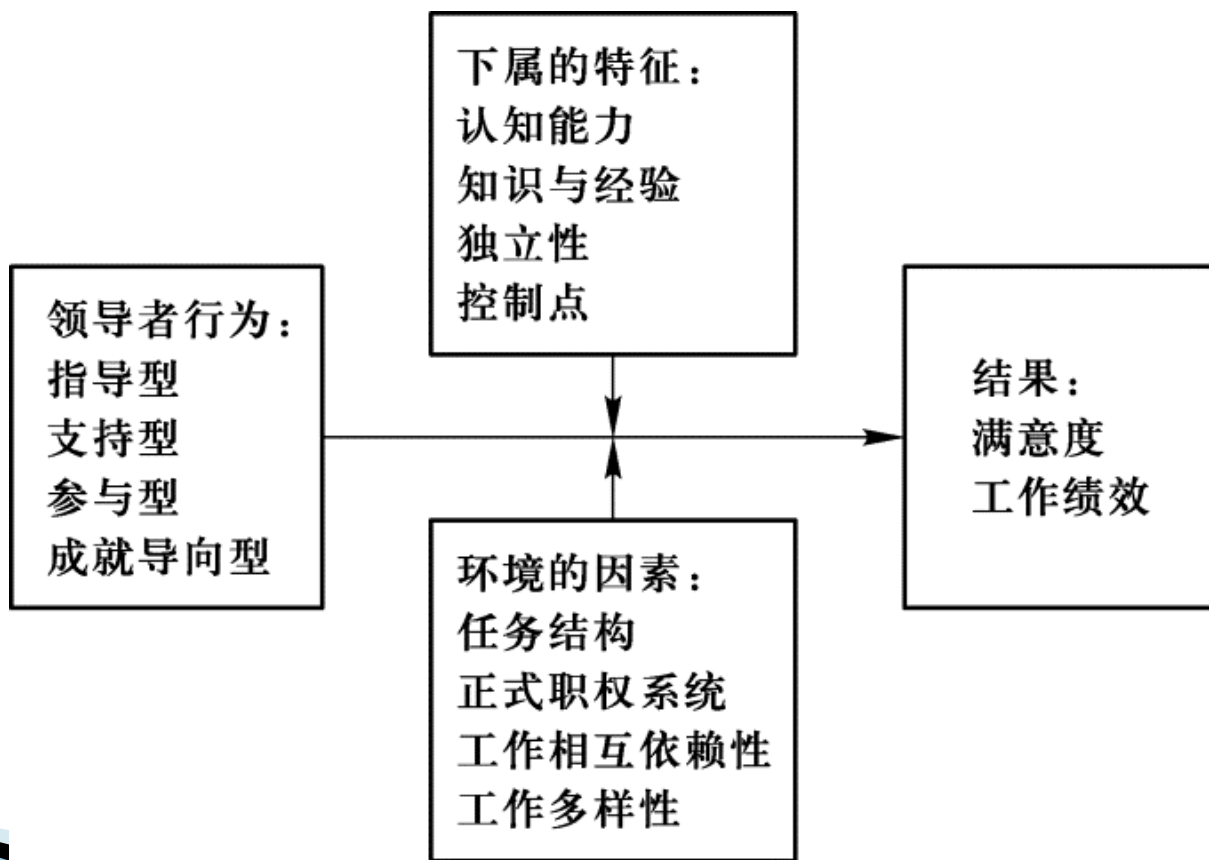 下属的特征：
认知能力
知识与经验
独立性
控制点
领导者行为：
指导型
支持型
参与型
成就导向型
环境的因素：
任务结构
正式职权系统
工作相互依赖性
工作多样性
结果：
满意度
工作绩效